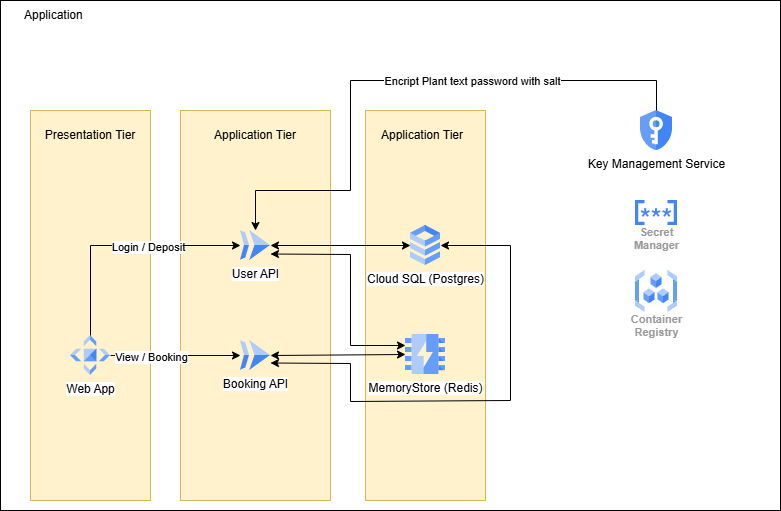 Application
Encript Plant text password with salt
Presentation Tier
Application Tier
Application Tier
Key Management Service
***
Secret
Manager
Login / Deposit
User API
Cloud SQL (Postgres)
Container
Registry
View / Booking
Web App
Booking API
MemoryStore (Redis)